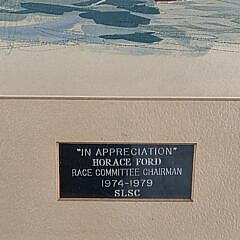 "IN APPRECIATION"
HORACE FORD
RACE COMMITTEE CHAIRMAN
1974-1979
SLSC